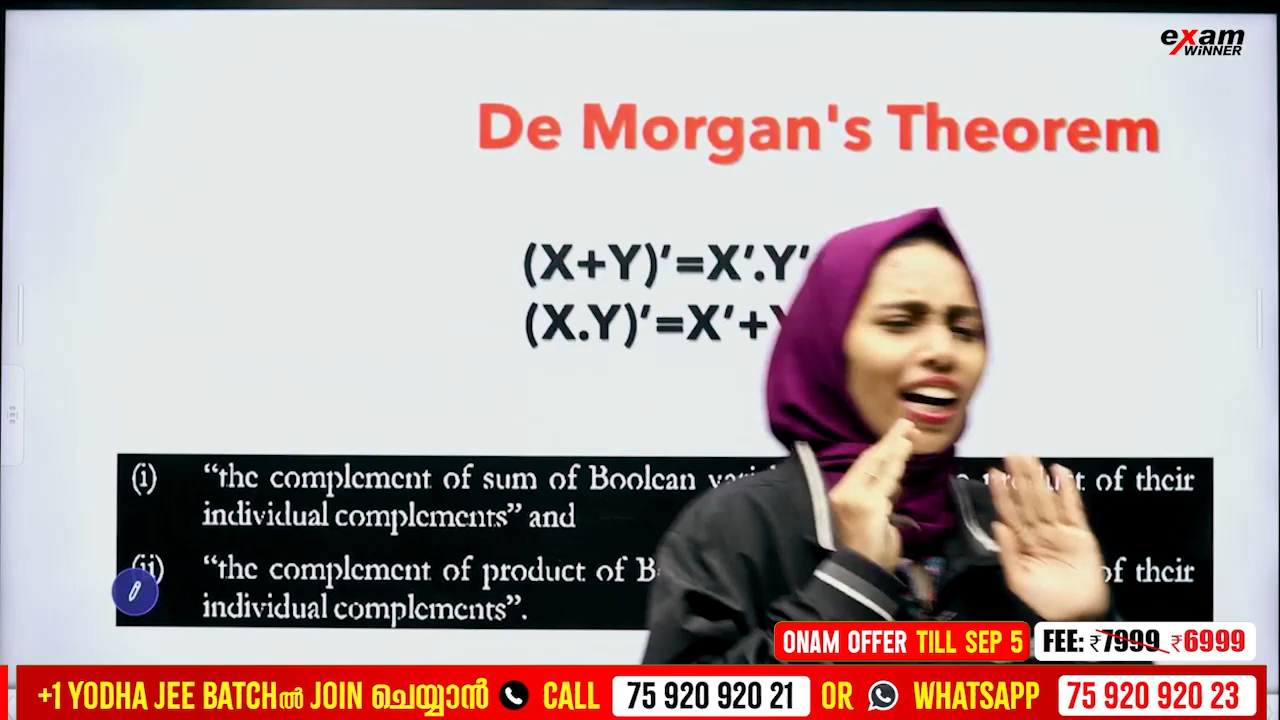 exam
WiNNER
De Morgan's Theorem
(X+Y)′=X′.Y′
(X.Y)′=X′+
(i) “the complement of sum of Boolean product of their
individual complements” and
(ii) “the complement of product of of their
individual complements”.
ONAM OFFER TILL SEP 5 FEE: ₹7999 ₹6999
+1 YODHA JEE BATCHൽ JOIN ചെയ്യാൻ CALL 75 920 920 21 OR WHATSAPP 75 920 920 23